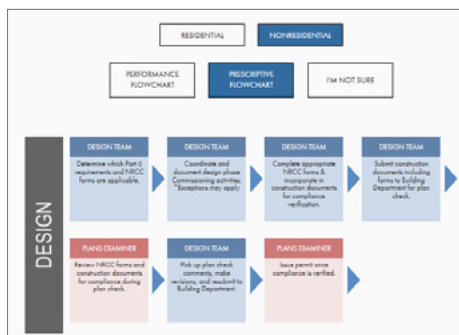 RESIDENTIAL
NONRESIDENTIAL
PERFORMANCE
FLOWCHART
PRESCRIPTIVE
FLOWCHART
I'M NOT SURE
DESIGN
DESIGN TEAM
Determine which Part 6
requirements and NRCC
forms are applicable.
DESIGN TEAM
Coordinate and
document design phase
Commissioning activities.
*Exceptions may apply
DESIGN TEAM
Complete appropriate
NRCC forms &
incorporate in
construction documents
for compliance
verification.
DESIGN TEAM
Submit construction
documents including
forms to Building
Department for plan
check.
PLANS EXAMINER
Review NRCC forms and
construction documents
for compliance during
plan check.
DESIGN TEAM
Pick up plan check
comments, make
revisions, and resubmit to
Building Department.
PLANS EXAMINER
Issue permit once
compliance is verified.